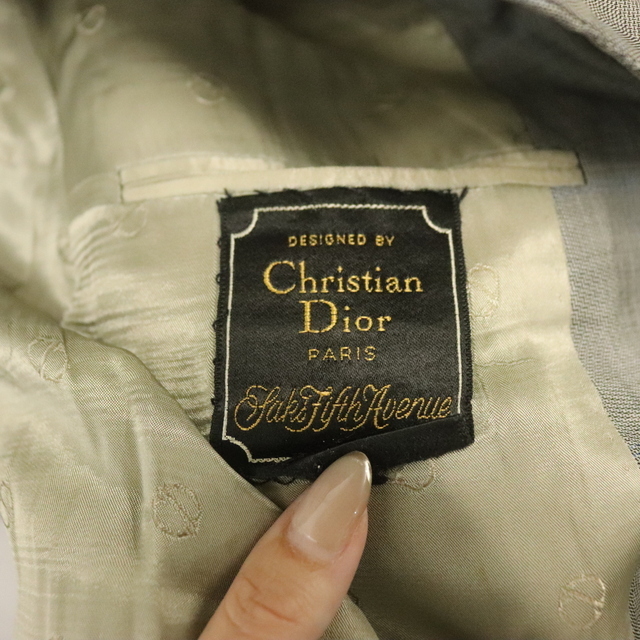 DESIGNED BY
Christian
Dior
PARIS
Saks Fifth Avenue